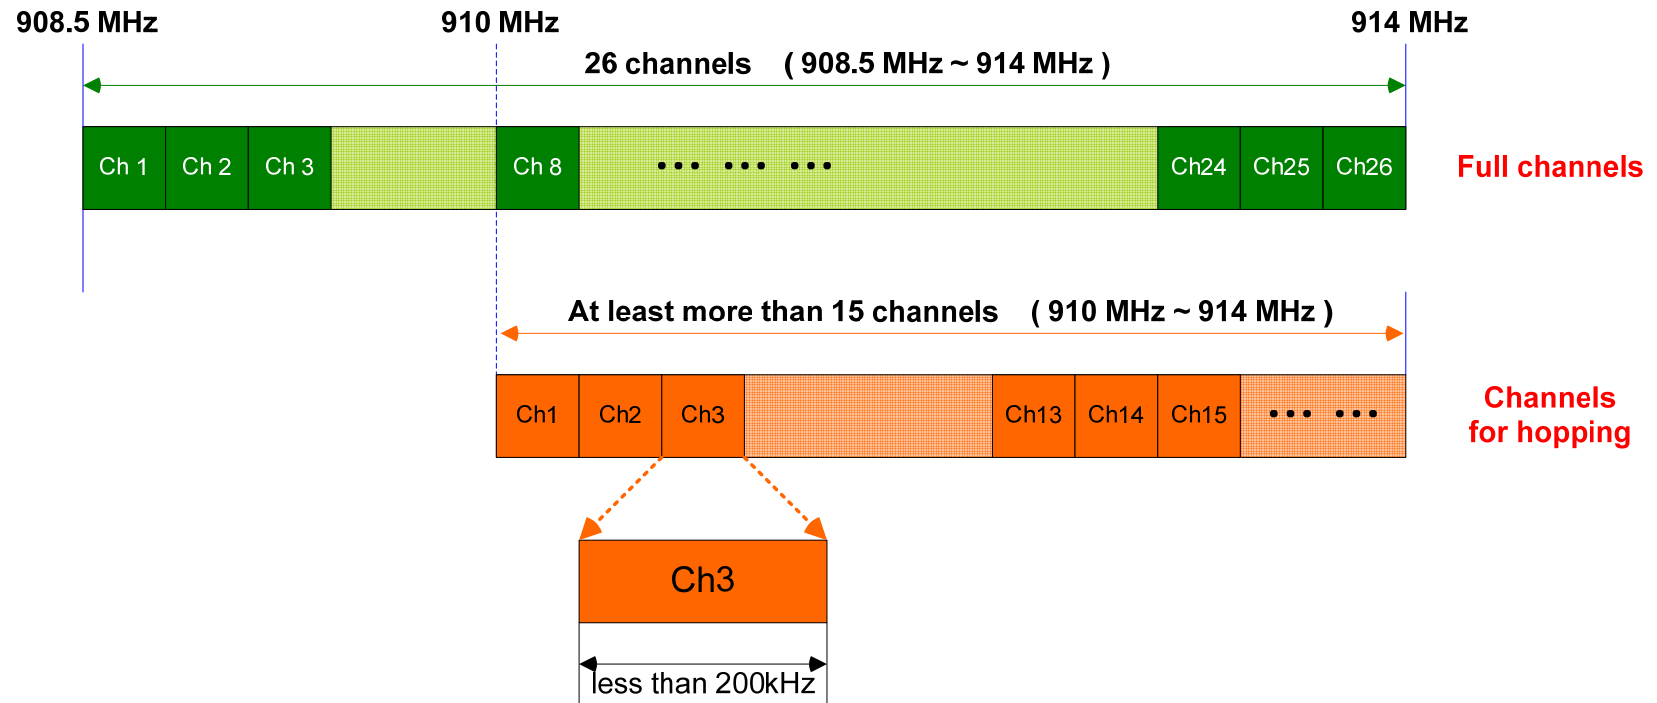 908.5 MHz 910 MHz 914 MHz
26 channels ( 908.5 MHz ~ 914 MHz )
Ch 1 Ch 2 Ch 3 Ch 8 ... ... ... Ch24 Ch25 Ch26 Full channels
At least more than 15 channels ( 910 MHz ~ 914 MHz )
Ch1 Ch2 Ch3 Ch13 Ch14 Ch15 ... ...
Channels
for hopping
Ch3
less than 200kHz